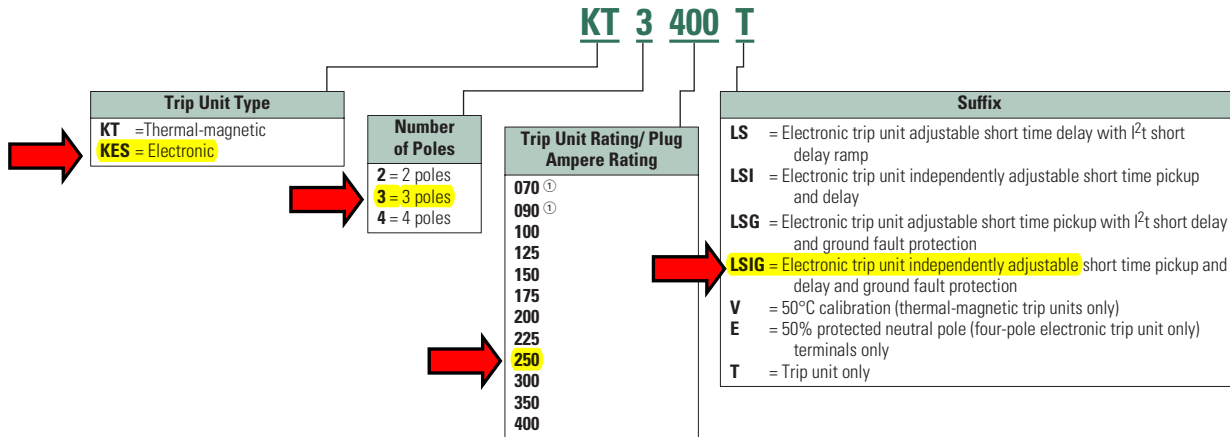 KT 3 400 T
Trip Unit Type
KT =Thermal-magnetic
KES = Electronic
Number
of Poles
2 = 2 poles
3 = 3 poles
4 = 4 poles
Trip Unit Rating/ Plug
Ampere Rating
070 ①
090 ①
100
125
150
175
200
225
250
300
350
400
Suffix
LS = Electronic trip unit adjustable short time delay with I²t short
delay ramp
LSI = Electronic trip unit independently adjustable short time pickup
and delay
LSG = Electronic trip unit adjustable short time pickup with I²t short delay
and ground fault protection
LSIG = Electronic trip unit independently adjustable short time pickup and
delay and ground fault protection
V = 50°C calibration (thermal-magnetic trip units only)
E = 50% protected neutral pole (four-pole electronic trip unit only)
terminals only
T = Trip unit only